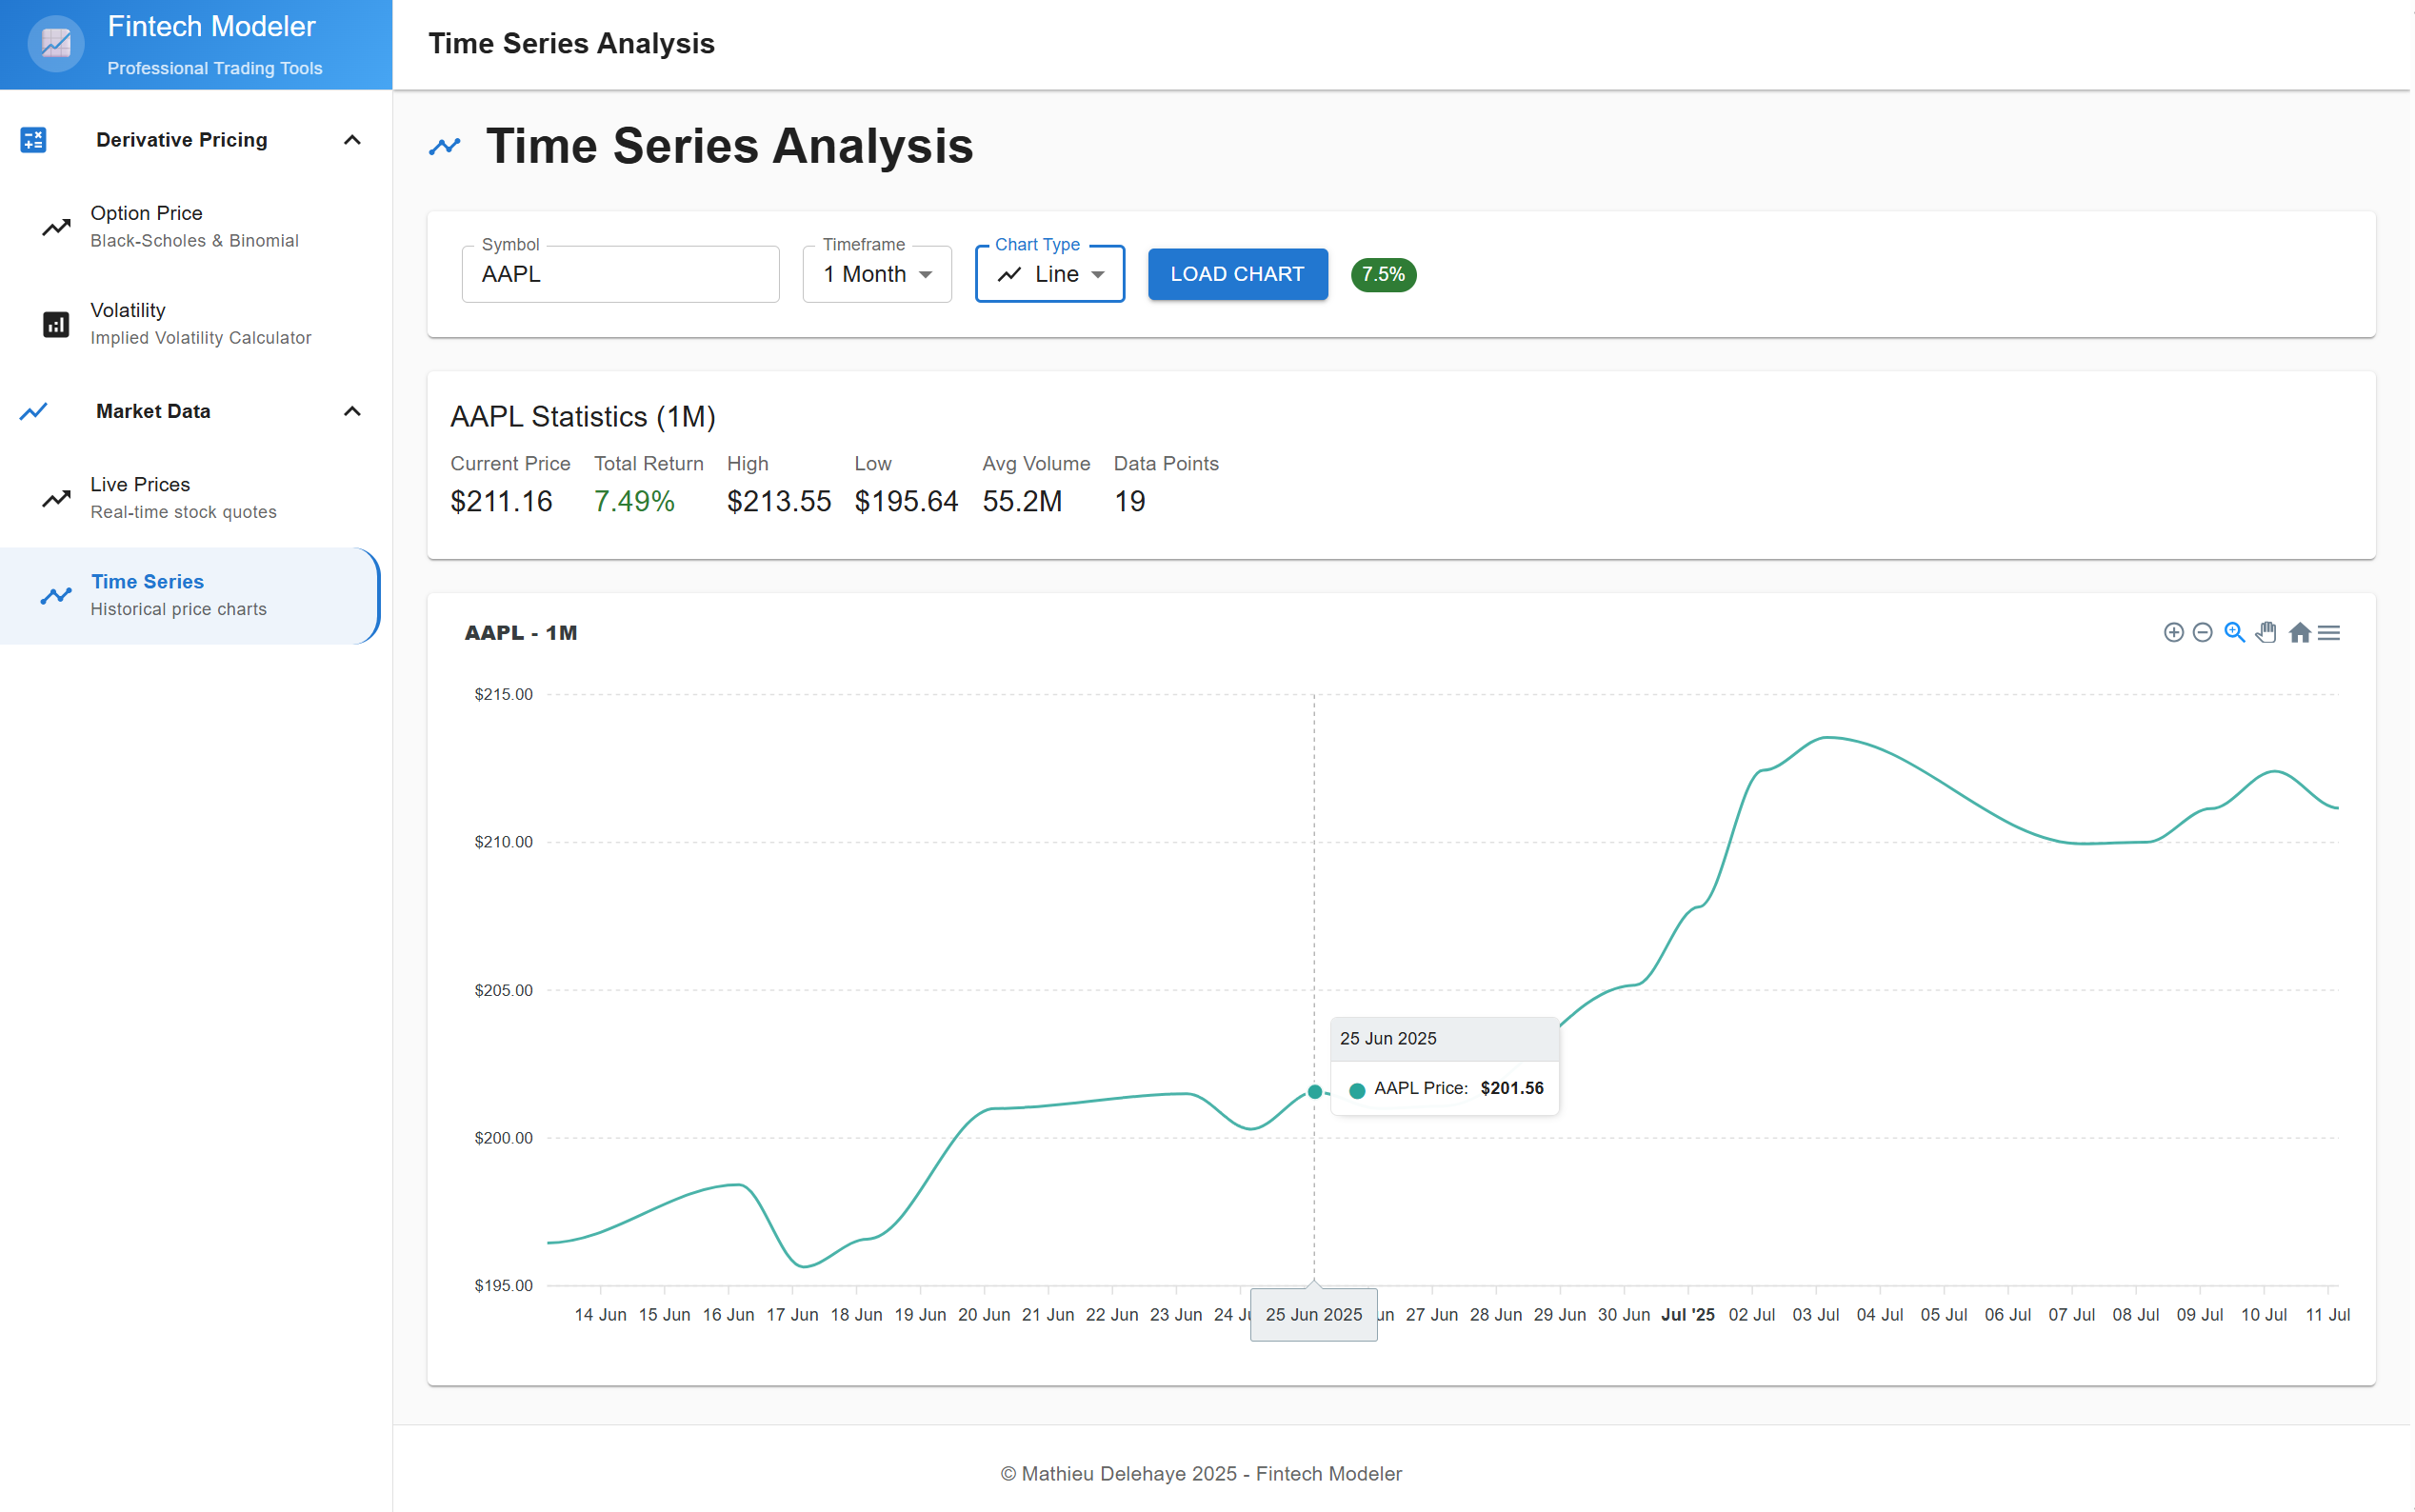 Fintech Modeler
Professional Trading Tools
Time Series Analysis
Derivative Pricing
Option Price
Black-Scholes & Binomial
Volatility
Implied Volatility Calculator
Market Data
Live Prices
Real-time stock quotes
Time Series
Historical price charts
Time Series Analysis
Symbol
AAPL
Timeframe
1 Month
Chart Type
Line
LOAD CHART
7.5%
AAPL Statistics (1M)
Current Price Total Return High Low Avg Volume Data Points
$211.16 7.49% $213.55 $195.64 55.2M 19
AAPL - 1M
$215.00
$210.00
$205.00
$200.00
$195.00
25 Jun 2025
AAPL Price: $201.56
14 Jun 15 Jun 16 Jun 17 Jun 18 Jun 19 Jun 20 Jun 21 Jun 22 Jun 23 Jun 24 25 Jun 2025 27 Jun 28 Jun 29 Jun 30 Jun Jul '25 02 Jul 03 Jul 04 Jul 05 Jul 06 Jul 07 Jul 08 Jul 09 Jul 10 Jul 11 Jul
© Mathieu Delehaye 2025 - Fintech Modeler